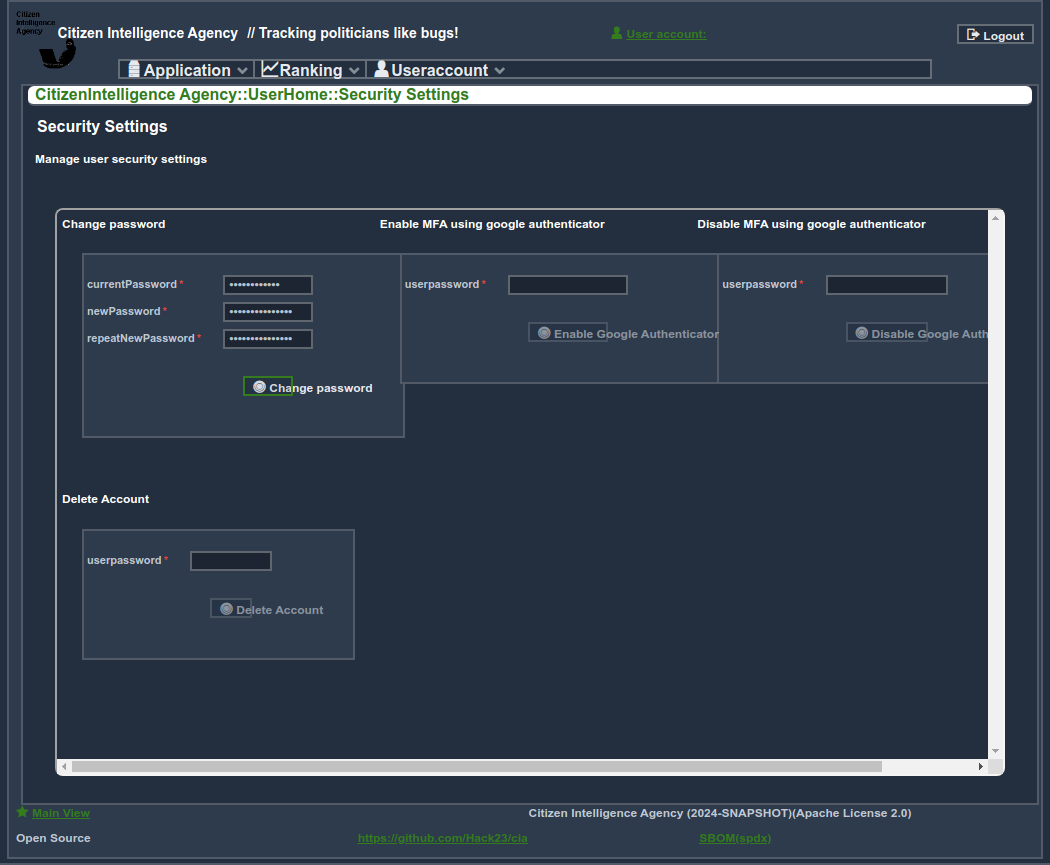 Citizen
Intelligence
Agency
Citizen Intelligence Agency // Tracking politicians like bugs!
User account:
Logout
Application
Ranking
Useraccount
CitizenIntelligence Agency::UserHome::Security Settings
Security Settings
Manage user security settings
Change password
Enable MFA using google authenticator
Disable MFA using google authenticator
currentPassword*
••••••••••••
newPassword*
•••••••••••••••
repeatNewPassword*
•••••••••••••••
Change password
userpassword*
Enable Google Authenticator
userpassword*
Disable Google Auth
Delete Account
userpassword*
Delete Account
Main View
Citizen Intelligence Agency (2024-SNAPSHOT)(Apache License 2.0)
Open Source
https://github.com/Hack23/cia
SBOM(spdx)